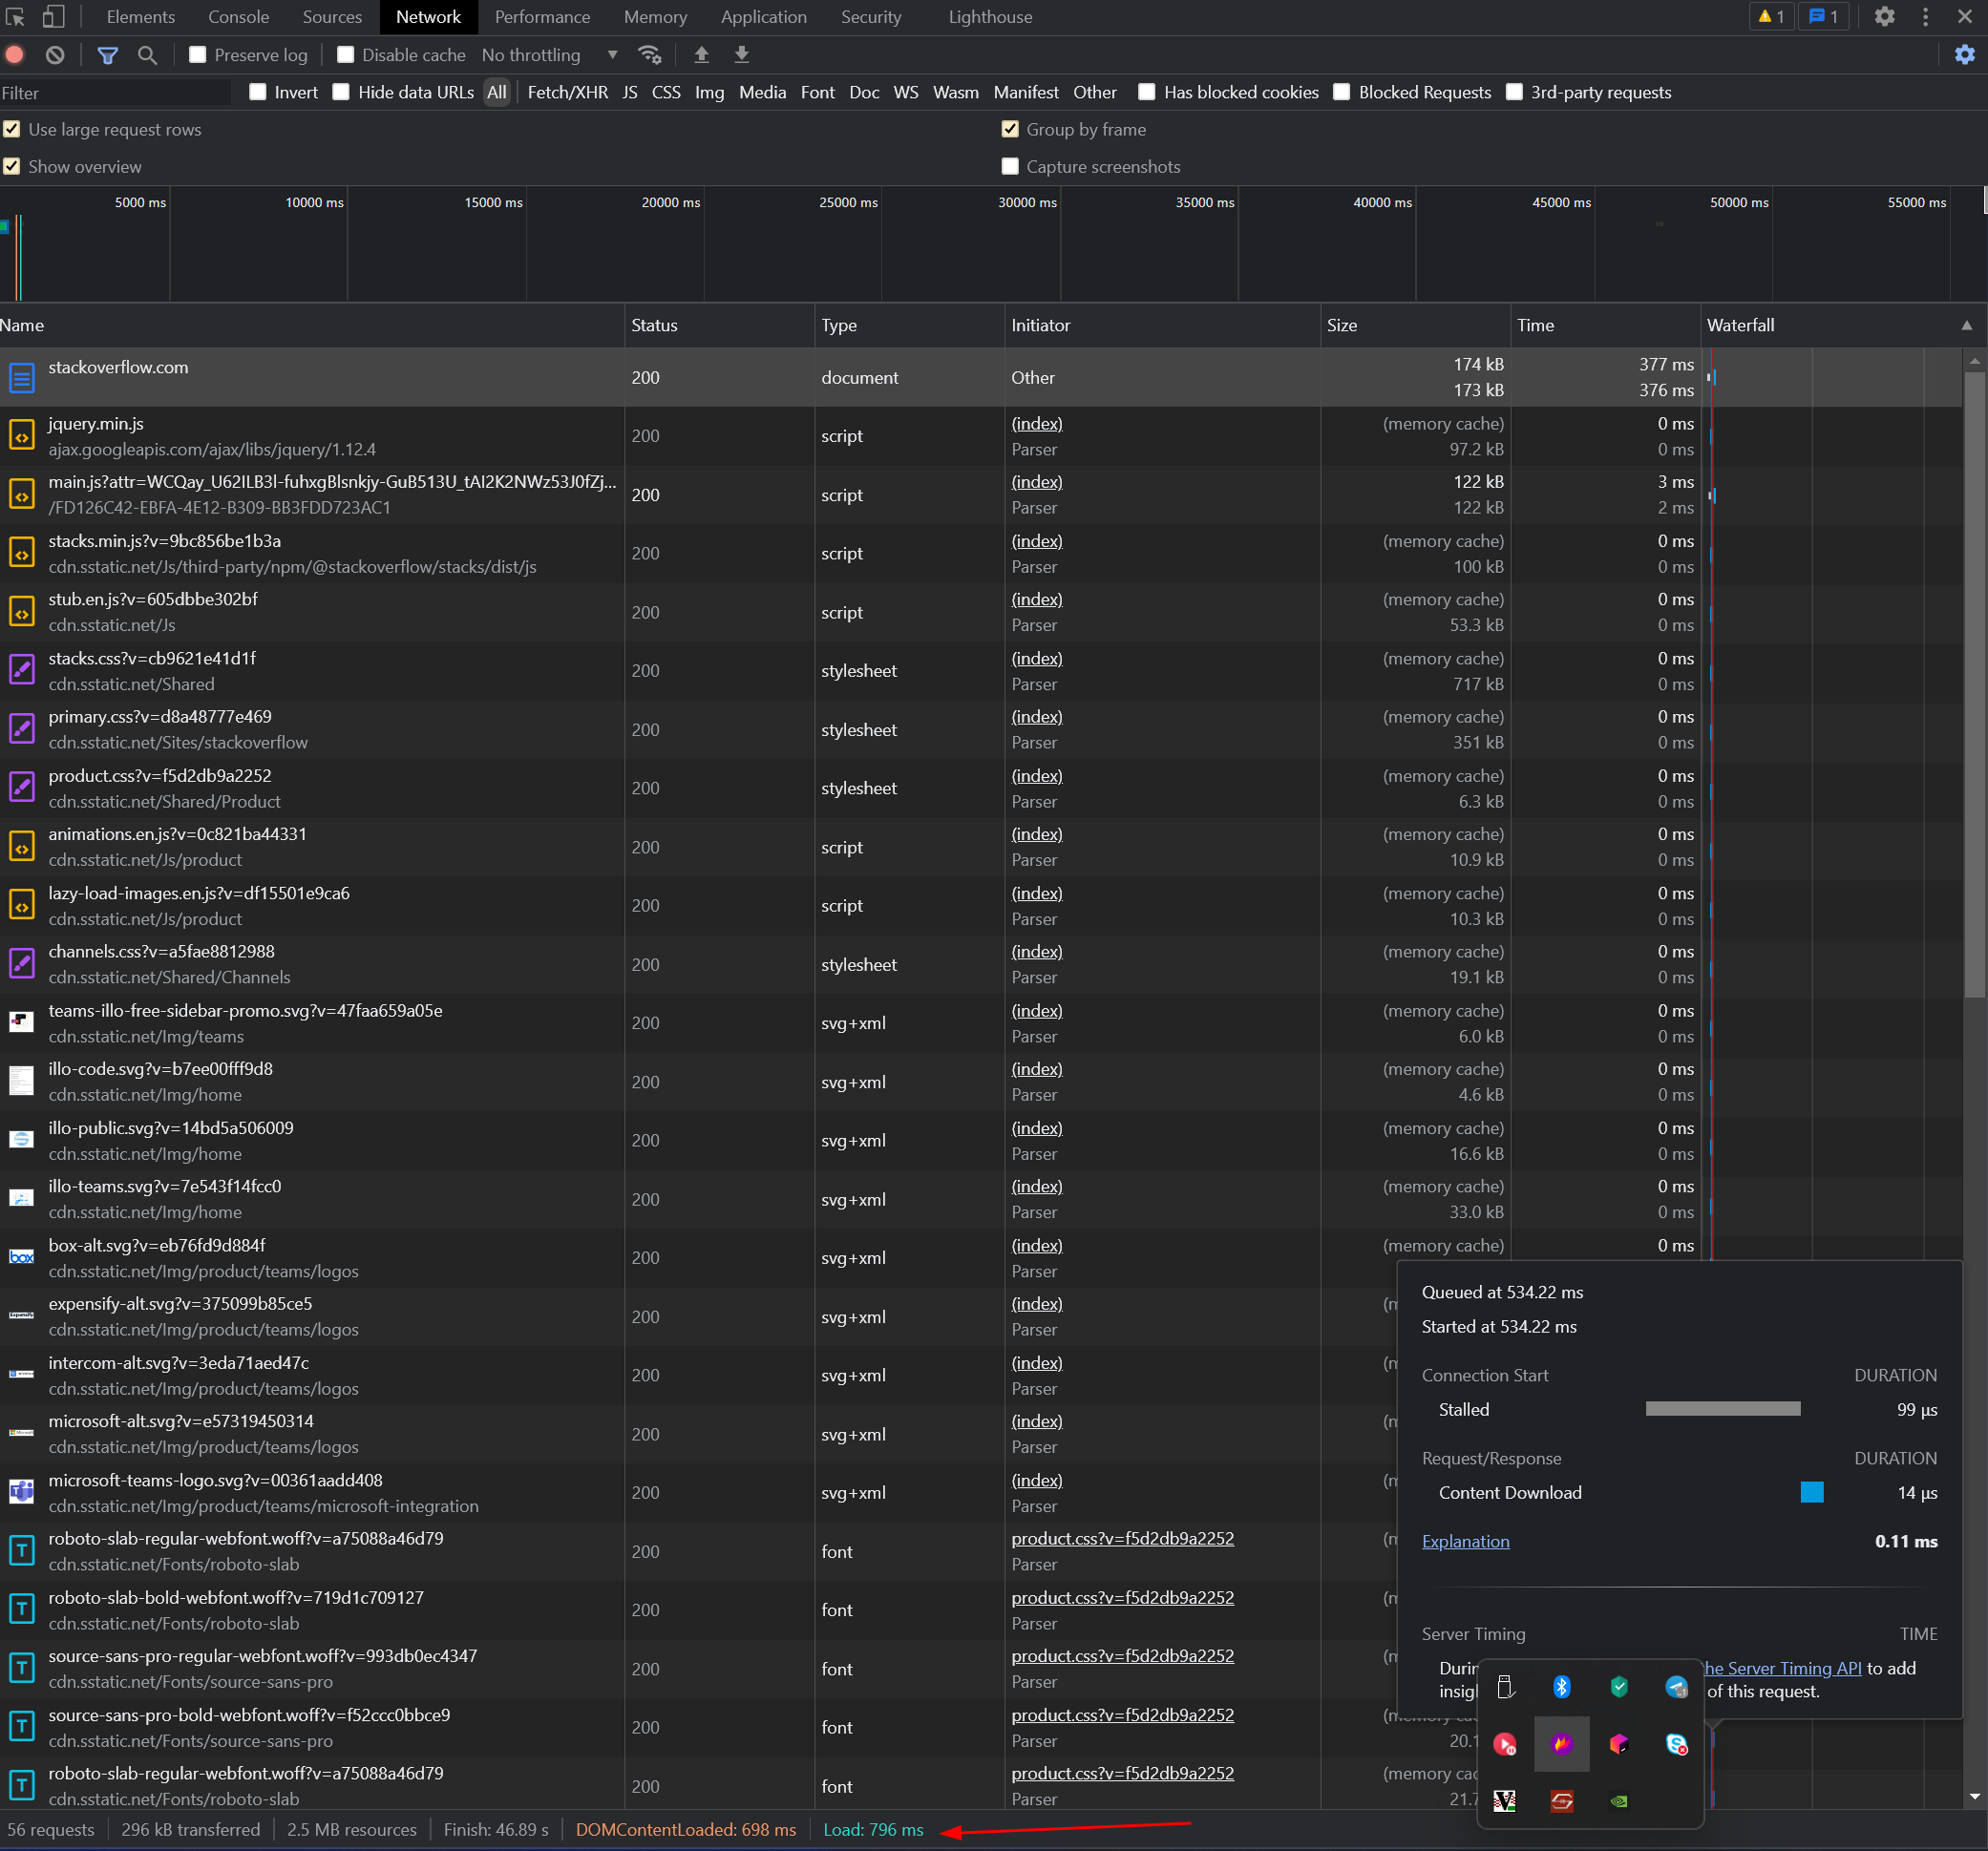 Elements Console Sources Network Performance Memory Application Security Lighthouse 1 1
Preserve log Disable cache No throttling
Filter Invert Hide data URLs All Fetch/XHR JS CSS Img Media Font Doc WS Wasm Manifest Other Has blocked cookies Blocked Requests 3rd-party requests
Use large request rows Group by frame
Show overview Capture screenshots
5000 ms 10000 ms 15000 ms 20000 ms 25000 ms 30000 ms 35000 ms 40000 ms 45000 ms 50000 ms 55000 ms
Name Status Type Initiator Size Time Waterfall
stackoverflow.com 200 document Other 174 kB 377 ms
173 kB 376 ms
jquery.min.js 200 script (index) (memory cache) 0 ms
ajax.googleapis.com/ajax/libs/jquery/1.12.4 Parser 97.2 kB 0 ms
200 script (index) 122 kB 3 ms
/FD126C42-EBFA-4E12-B309-BB3FDD723AC1 Parser 122 kB 2 ms
stacks.min.js?v=9bc856be1b3a 200 script (index) (memory cache) 0 ms
cdn.sstatic.net/Js/third-party/npm/@stackoverflow/stacks/dist/js Parser 100 kB 0 ms
stub.en.js?v=605dbbe302bf 200 script (index) (memory cache) 0 ms
cdn.sstatic.net/Js Parser 53.3 kB 0 ms
stacks.css?v=cb9621e41d1f 200 stylesheet (index) (memory cache) 0 ms
cdn.sstatic.net/Shared Parser 717 kB 0 ms
primary.css?v=d8a48777e469 200 stylesheet (index) (memory cache) 0 ms
cdn.sstatic.net/Sites/stackoverflow Parser 351 kB 0 ms
product.css?v=f5d2db9a2252 200 stylesheet (index) (memory cache) 0 ms
cdn.sstatic.net/Shared/Product Parser 6.3 kB 0 ms
animations.en.js?v=0c821ba44331 200 script (index) (memory cache) 0 ms
cdn.sstatic.net/Js/product Parser 10.9 kB 0 ms
lazy-load-images.en.js?v=df15501e9ca6 200 script (index) (memory cache) 0 ms
cdn.sstatic.net/Js/product Parser 10.3 kB 0 ms
channels.css?v=a5fae8812988 200 stylesheet (index) (memory cache) 0 ms
cdn.sstatic.net/Shared/Channels Parser 19.1 kB 0 ms
teams-illo-free-sidebar-promo.svg?v=47faa659a05e 200 svg+xml (index) (memory cache) 0 ms
cdn.sstatic.net/Img/teams Parser 6.0 kB 0 ms
illo-code.svg?v=b7ee00fff9d8 200 svg+xml (index) (memory cache) 0 ms
cdn.sstatic.net/Img/home Parser 4.6 kB 0 ms
illo-public.svg?v=14bd5a506009 200 svg+xml (index) (memory cache) 0 ms
cdn.sstatic.net/Img/home Parser 16.6 kB 0 ms
illo-teams.svg?v=7e543f14fcc0 200 svg+xml (index) (memory cache) 0 ms
cdn.sstatic.net/Img/home Parser 33.0 kB 0 ms
box-alt.svg?v=eb76fd9d884f 200 svg+xml (index) (memory cache) 0 ms
cdn.sstatic.net/Img/product/teams/logos Parser
expensify-alt.svg?v=375099b85ce5 200 svg+xml (index)
cdn.sstatic.net/Img/product/teams/logos Parser
intercom-alt.svg?v=3eda71aed47c 200 svg+xml (index)
cdn.sstatic.net/Img/product/teams/logos Parser
microsoft-alt.svg?v=e57319450314 200 svg+xml (index)
cdn.sstatic.net/Img/product/teams/logos Parser
microsoft-teams-logo.svg?v=00361aadd408 200 svg+xml (index)
cdn.sstatic.net/Img/product/teams/microsoft-integration Parser
roboto-slab-regular-webfont.woff?v=a75088a46d79 200 font product.css?v=f5d2db9a2252
cdn.sstatic.net/Fonts/roboto-slab Parser
roboto-slab-bold-webfont.woff?v=719d1c709127 200 font product.css?v=f5d2db9a2252
cdn.sstatic.net/Fonts/roboto-slab Parser
source-sans-pro-regular-webfont.woff?v=993db0ec4347 200 font product.css?v=f5d2db9a2252
cdn.sstatic.net/Fonts/source-sans-pro Parser
source-sans-pro-bold-webfont.woff?v=f52ccc0bbce9 200 font product.css?v=f5d2db9a2252
cdn.sstatic.net/Fonts/source-sans-pro Parser 20.1
roboto-slab-regular-webfont.woff?v=a75088a46d79 200 font product.css?v=f5d2db9a2252 (memory
cdn.sstatic.net/Fonts/roboto-slab Parser 21.7
Queued at 534.22 ms
Started at 534.22 ms
Connection Start DURATION
Stalled 99 μs
Request/Response DURATION
Content Download 14 μs
Explanation 0.11 ms
Server Timing TIME
the Server Timing API to add
of this request.
56 requests 296 kB transferred 2.5 MB resources Finish: 46.89 s DOMContentLoaded: 698 ms Load: 796 ms